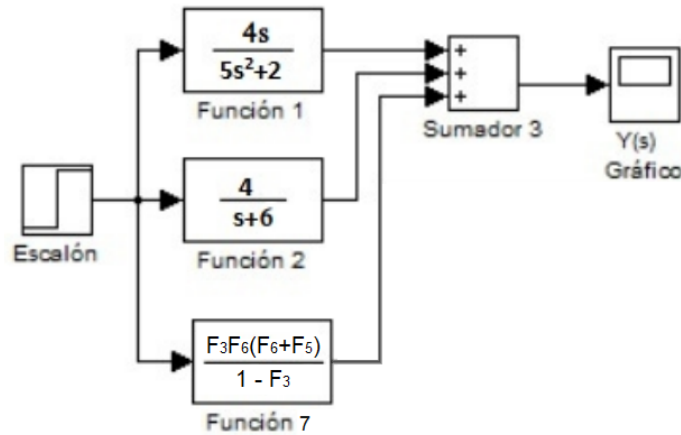 4s
5s²+2
Función 1
+
+
+
Sumador 3
Y(s)
Gráfico
Escalón
4
s+6
Función 2
F₃F₆(F₆+F₅)
1 - F₃
Función 7